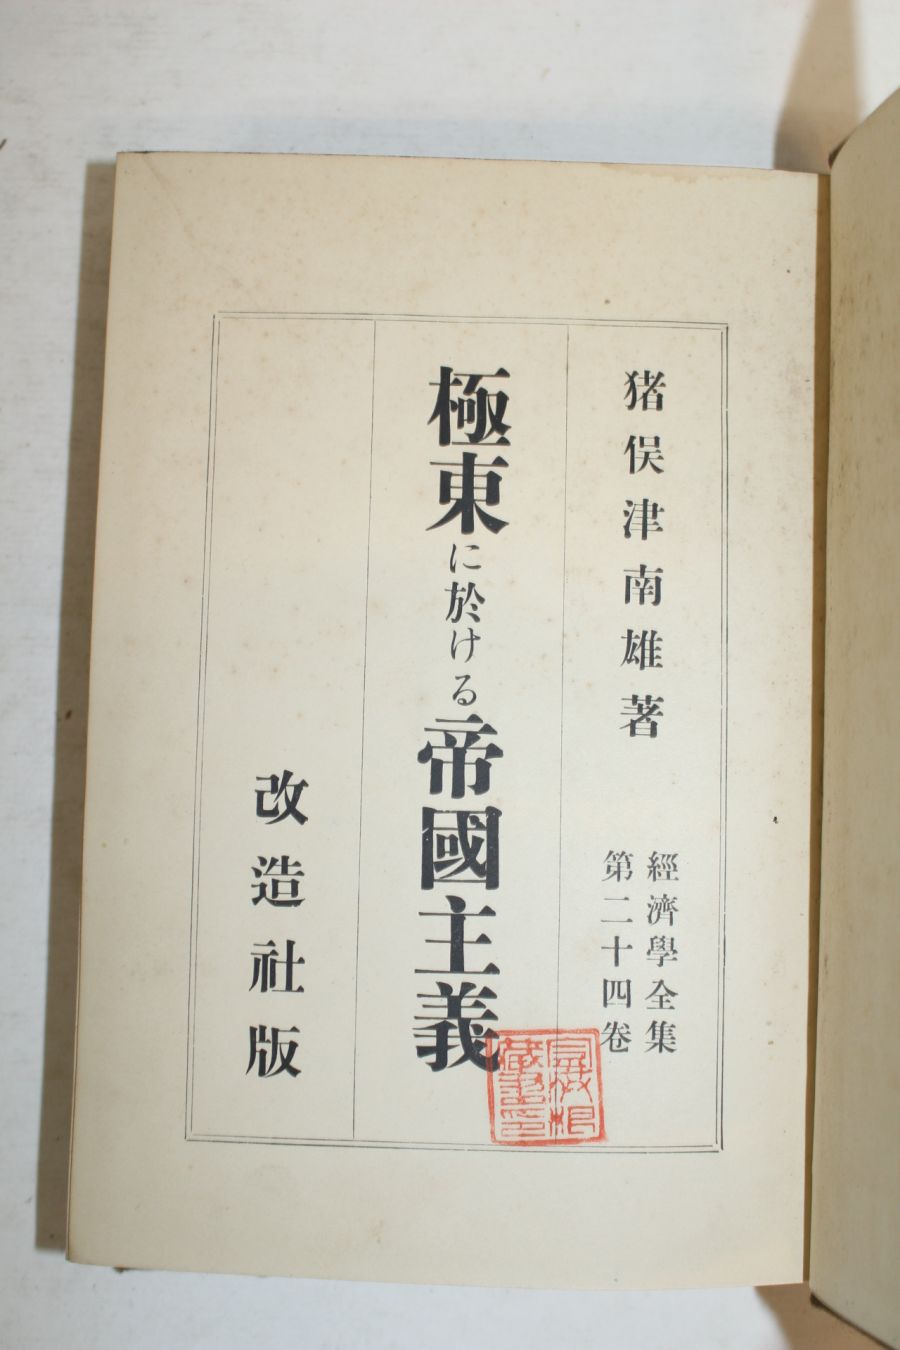 猪俣津南雄著
經濟學全集
第二十四卷
極東に於ける帝國主義
改造社版